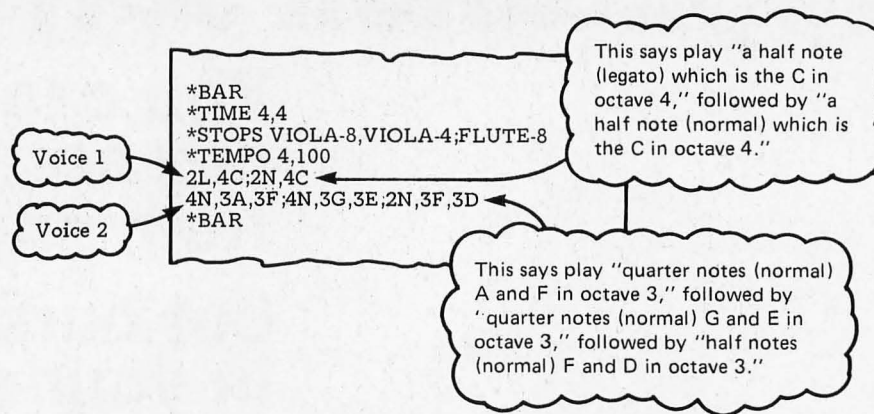 *BAR
*TIME 4,4
*STOPS VIOLA-8,VIOLA-4;FLUTE-8
*TEMPO 4,100
2L,4C;2N,4C
4N,3A,3F;4N,3G,3E;2N,3F,3D
*BAR
Voice 1
Voice 2
This says play "a half note
(legato) which is the C in
octave 4," followed by "a
half note (normal) which is
the C in octave 4."
This says play "quarter notes (normal)
A and F in octave 3," followed by
"quarter notes (normal) G and E in
octave 3," followed by "half notes
(normal) F and D in octave 3."